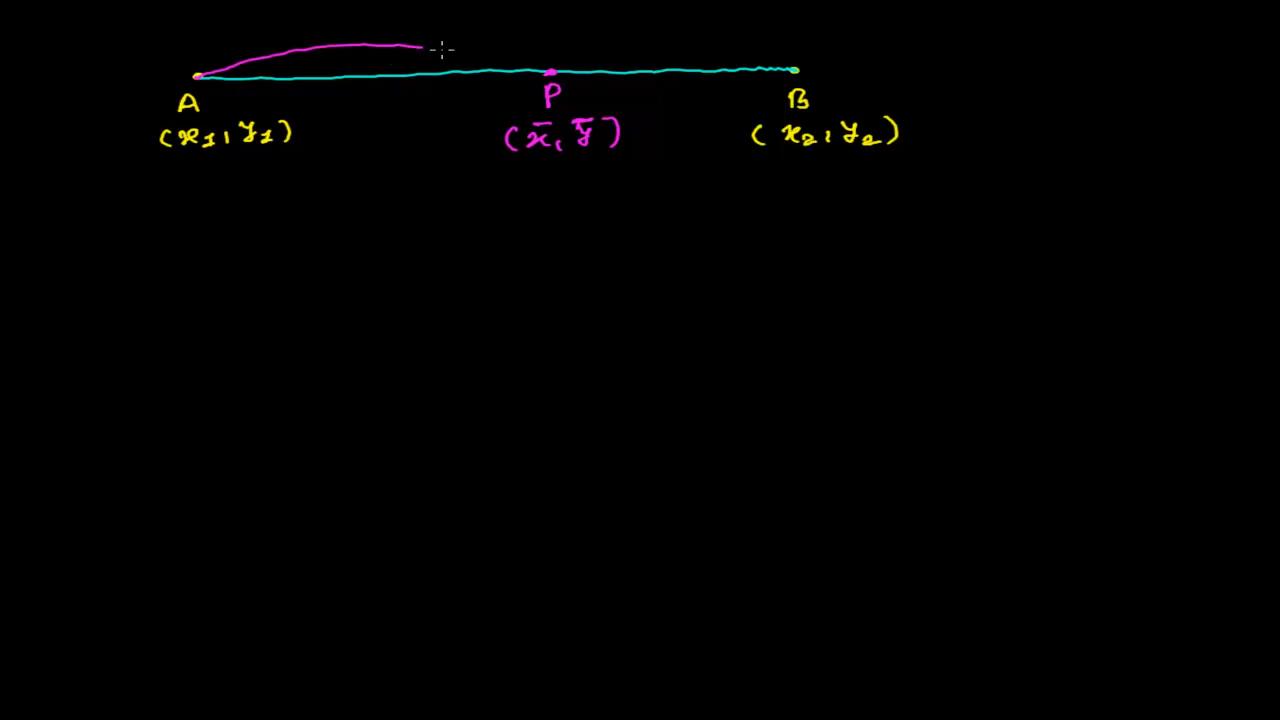 A P B
(x₁, y₁) (x̄, ȳ) (x₂, y₂)